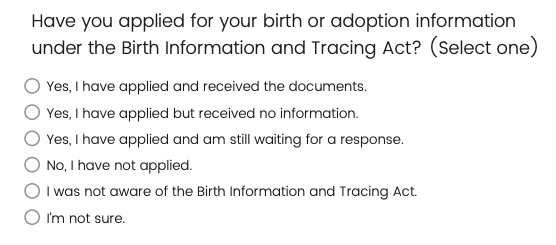 Have you applied for your birth or adoption information
under the Birth Information and Tracing Act? (Select one)
Yes, I have applied and received the documents.
Yes, I have applied but received no information.
Yes, I have applied and am still waiting for a response.
No, I have not applied.
I was not aware of the Birth Information and Tracing Act.
I'm not sure.